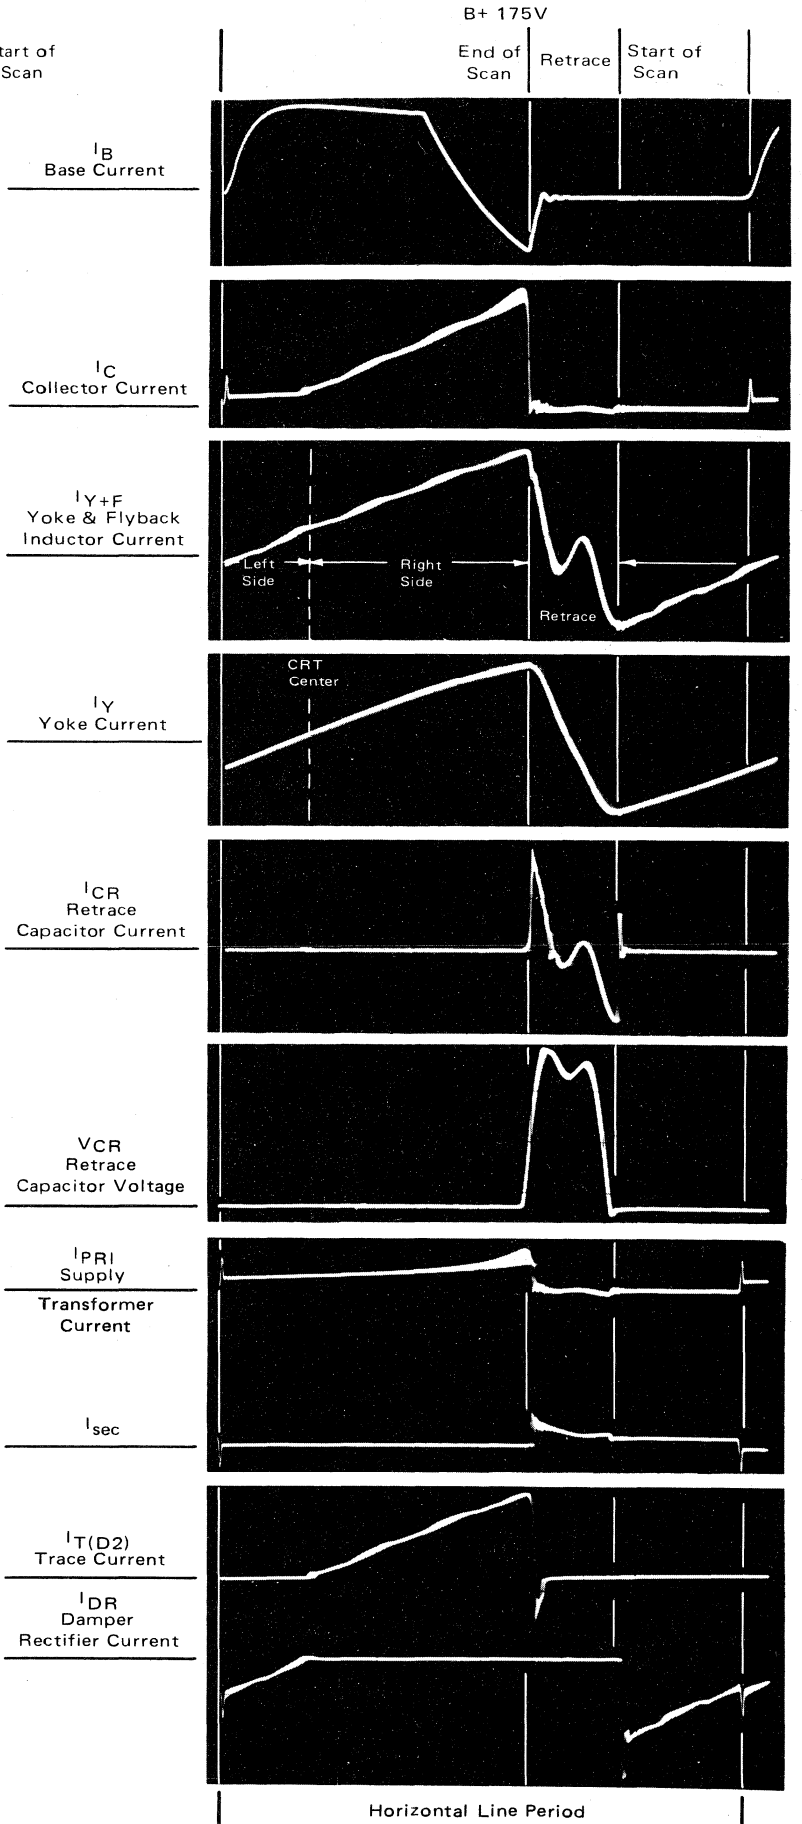 B+ 175V
tart of
Scan
End of
Scan
Retrace
Start of
Scan
IB
Base Current
IC
Collector Current
IY+F
Yoke & Flyback
Inductor Current
Left
Side
Right
Side
Retrace
IY
Yoke Current
CRT
Center
ICR
Retrace
Capacitor Current
VCR
Retrace
Capacitor Voltage
IPRI
Supply
Transformer
Current
Isec
IT(D2)
Trace Current
IDR
Damper
Rectifier Current
Horizontal Line Period